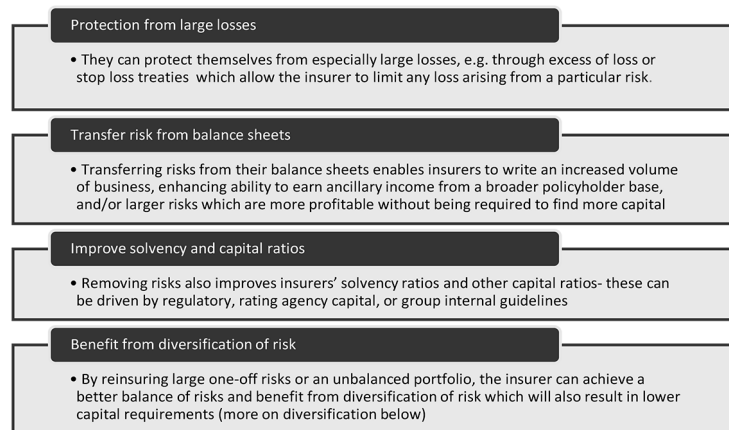 Protection from large losses
• They can protect themselves from especially large losses, e.g. through excess of loss or
stop loss treaties which allow the insurer to limit any loss arising from a particular risk.
Transfer risk from balance sheets
• Transferring risks from their balance sheets enables insurers to write an increased volume
of business, enhancing ability to earn ancillary income from a broader policyholder base,
and/or larger risks which are more profitable without being required to find more capital
Improve solvency and capital ratios
• Removing risks also improves insurers’ solvency ratios and other capital ratios- these can
be driven by regulatory, rating agency capital, or group internal guidelines
Benefit from diversification of risk
• By reinsuring large one-off risks or an unbalanced portfolio, the insurer can achieve a
better balance of risks and benefit from diversification of risk which will also result in lower
capital requirements (more on diversification below)